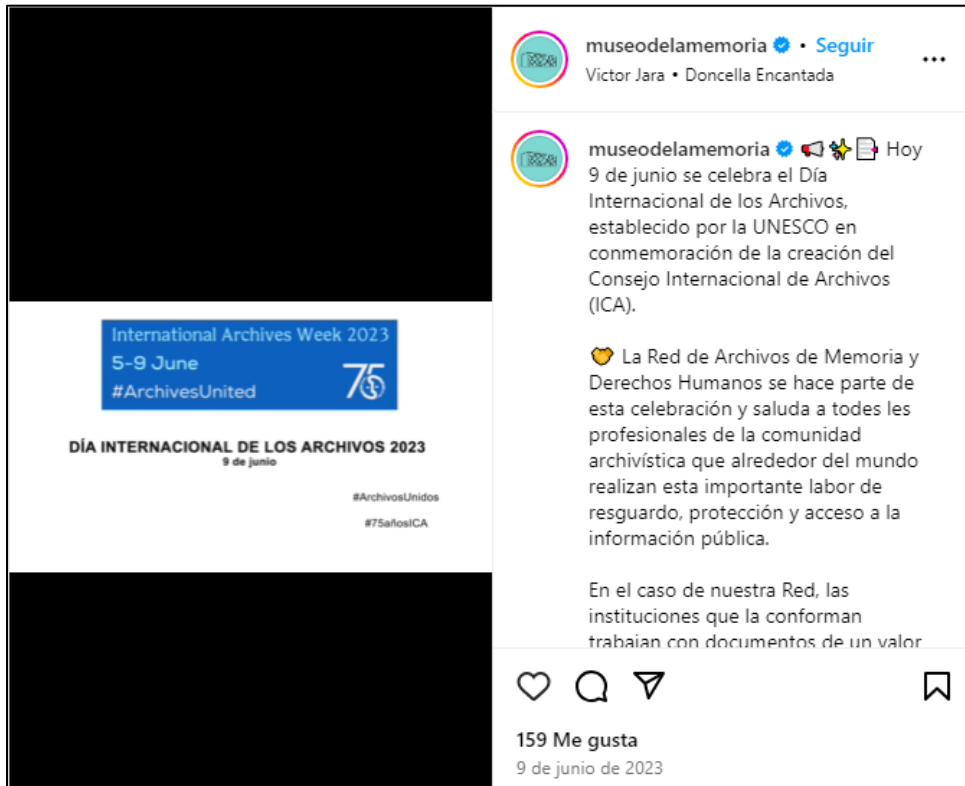 International Archives Week 2023
5-9 June
#ArchivesUnited
75
DÍA INTERNACIONAL DE LOS ARCHIVOS 2023
9 de junio
#ArchivosUnidos
#75añosICA
museodelamemoria • Seguir
Victor Jara • Doncella Encantada
museodelamemoria 📢✨📑 Hoy
9 de junio se celebra el Día
Internacional de los Archivos,
establecido por la UNESCO en
conmemoración de la creación del
Consejo Internacional de Archivos
(ICA).
La Red de Archivos de Memoria y
Derechos Humanos se hace parte de
esta celebración y saluda a todes les
profesionales de la comunidad
archivística que alrededor del mundo
realizan esta importante labor de
resguardo, protección y acceso a la
información pública.
En el caso de nuestra Red, las
instituciones que la conforman
trabajan con documentos de un valor
159 Me gusta
9 de junio de 2023